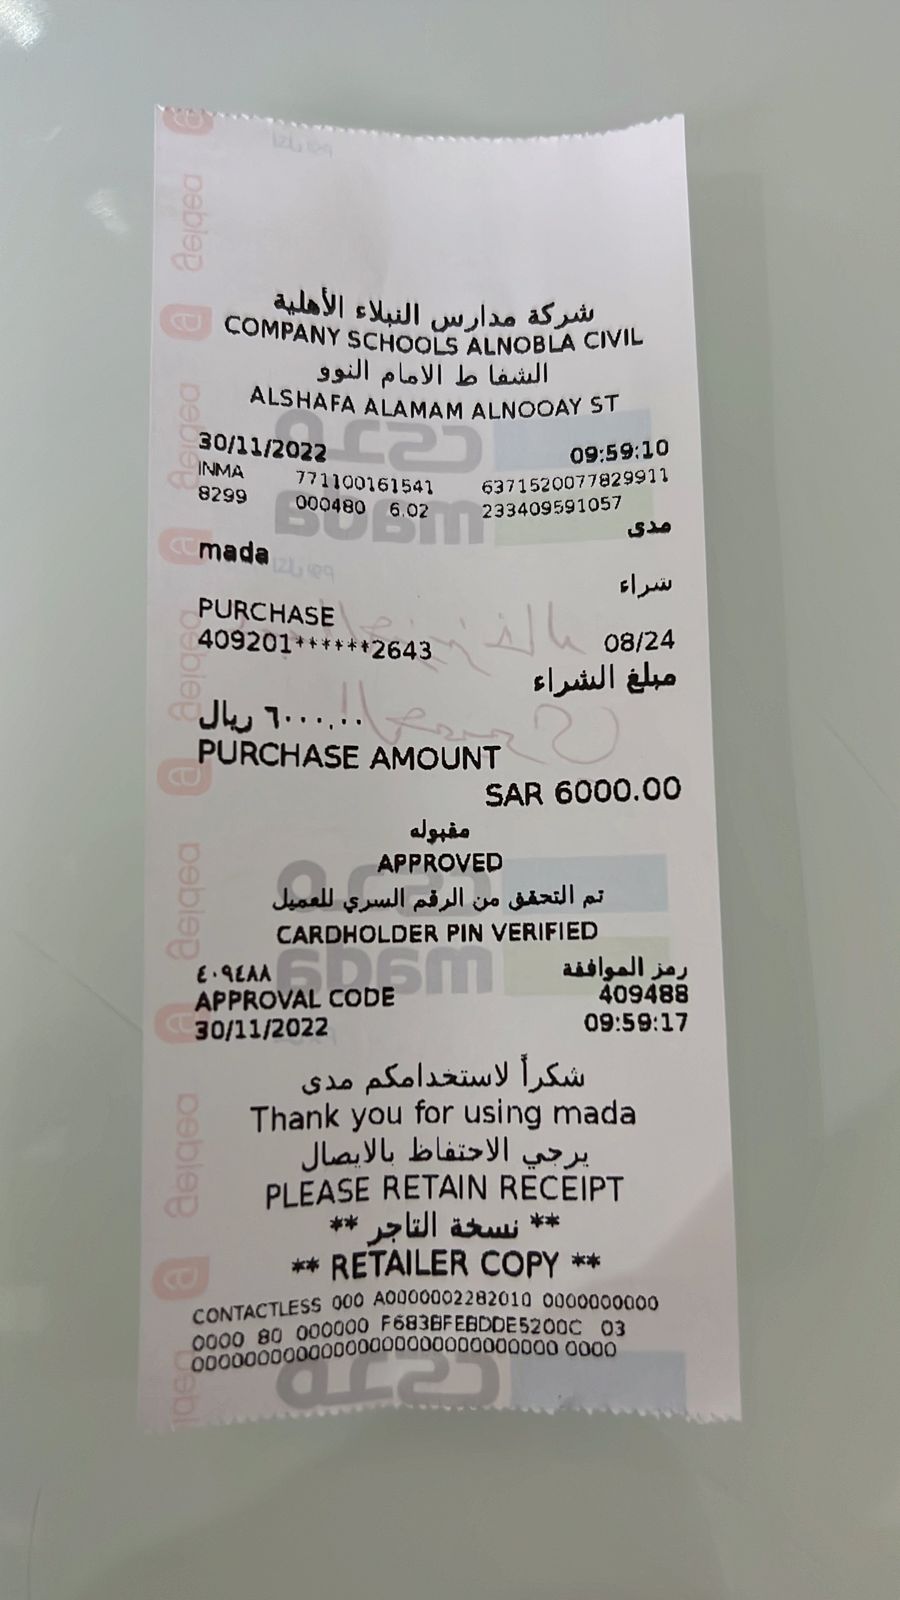 شركة مدارس النبلاء الأهلية
COMPANY SCHOOLS ALNOBLA CIVIL
الشفا ط الامام النوو
ALSHAFA ALAMAM ALNOOAY ST
30/11/2022 09:59:10
INMA 771100161541 6371520077829911
8299 000480 6.02 233409591057
مدى
mada
شراء
PURCHASE
409201******2643 08/24
مبلغ الشراء
٦٠٠٠.٠٠ ريال
PURCHASE AMOUNT
SAR 6000.00
مقبوله
APPROVED
تم التحقق من الرقم السري للعميل
CARDHOLDER PIN VERIFIED
رمز الموافقة ٤٠٩٤٨٨
APPROVAL CODE 409488
30/11/2022 09:59:17
شكراً لاستخدامكم مدى
Thank you for using mada
يرجي الاحتفاظ بالايصال
PLEASE RETAIN RECEIPT
** نسخة التاجر **
** RETAILER COPY **
CONTACTLESS 000 A0000002282010 0000000000
0000 80 000000 F683BFEBDDE5200C 03